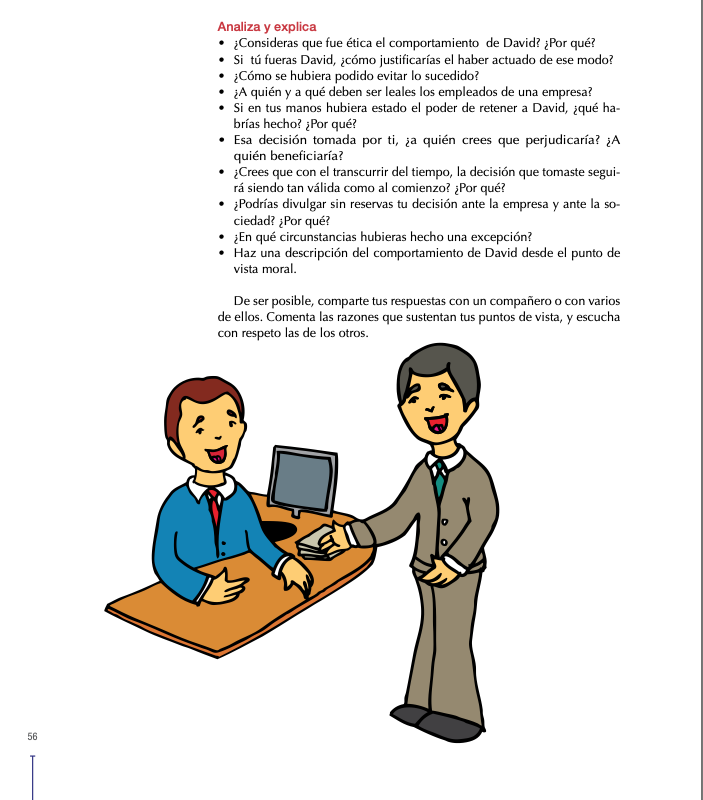 Analiza y explica
• ¿Consideras que fue ética el comportamiento de David? ¿Por qué?
• Si tú fueras David, ¿cómo justificarías el haber actuado de ese modo?
• ¿Cómo se hubiera podido evitar lo sucedido?
• ¿A quién y a qué deben ser leales los empleados de una empresa?
• Si en tus manos hubiera estado el poder de retener a David, ¿qué ha-
brías hecho? ¿Por qué?
• Esa decisión tomada por ti, ¿a quién crees que perjudicaría? ¿A
quién beneficiaría?
• ¿Crees que con el transcurrir del tiempo, la decisión que tomaste segui-
rá siendo tan válida como al comienzo? ¿Por qué?
• ¿Podrías divulgar sin reservas tu decisión ante la empresa y ante la so-
ciedad? ¿Por qué?
• ¿En qué circunstancias hubieras hecho una excepción?
• Haz una descripción del comportamiento de David desde el punto de
vista moral.
De ser posible, comparte tus respuestas con un compañero o con varios
de ellos. Comenta las razones que sustentan tus puntos de vista, y escucha
con respeto las de los otros.
56